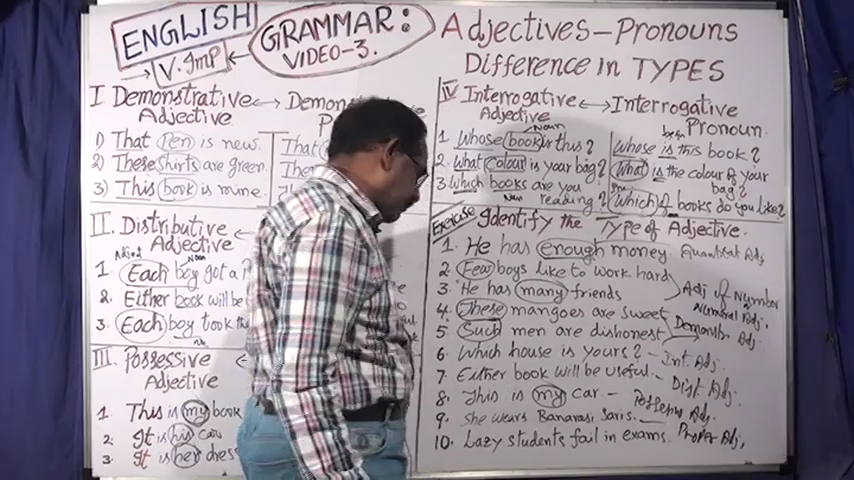 ENGLISH
GRAMMAR:
VIDEO-3.
V. Imp
Adjectives – Pronouns
Difference in TYPES
I Demonstrative
Adjective
1) That Pen is new.
2) These shirts are green.
3) This book is mine.
That
II. Distributive
Adjective
Adject
Noun
1. Each boy got a
2. Either book will be
3. Each boy took
III. Possessive
Adjective
1. This is my book
2. It is his
3. It is her dress
IV Interrogative ↔ Interrogative
Adjective
Pronoun.
Noun
1 Whose book is this?
2. What colour is your bag?
3. Which books are you
reading?
Whose is this book?
What is the colour of your
bag?
Which of books do you like?
Exercise Identify the Type of Adjective.
1. He has enough money Quantitat Adj
2 Few boys like to work hard
3. He has many friends
Adj of Number
Numeral Adj.
4. These mangoes are sweet
5. Such men are dishonest
Demonstr Adj.
6. Which house is yours? – Int. Adj.
7. Either book will be useful. – Dist. Adj.
8. This is my car – Possessive Adj.
9. She wears Banarasi Saris.
Proper Adj.
10. Lazy students fail in exams.